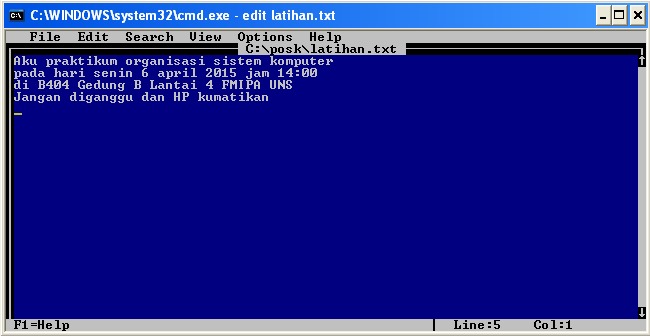 C:\WINDOWS\system32\cmd.exe - edit latihan.txt
File Edit Search View Options Help
C:\posk\latihan.txt
Aku praktikum organisasi sistem komputer
pada hari senin 6 april 2015 jam 14:00
di B404 Gedung B Lantai 4 FMIPA UNS
Jangan diganggu dan HP kumatikan
F1=Help Line:5 Col:1